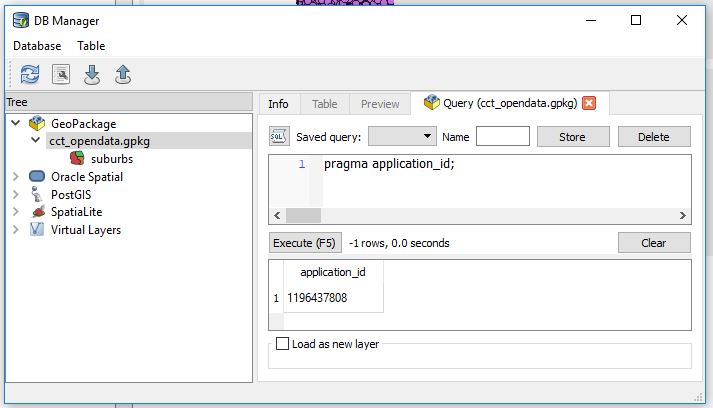 DB Manager
Database Table
Tree
GeoPackage
cct_opendata.gpkg
suburbs
Oracle Spatial
PostGIS
SpatiaLite
Virtual Layers
Info Table Preview Query (cct_opendata.gpkg)
SQL Saved query: Name Store Delete
1 pragma application_id;
Execute (F5) -1 rows, 0.0 seconds Clear
application_id
1 1196437808
Load as new layer